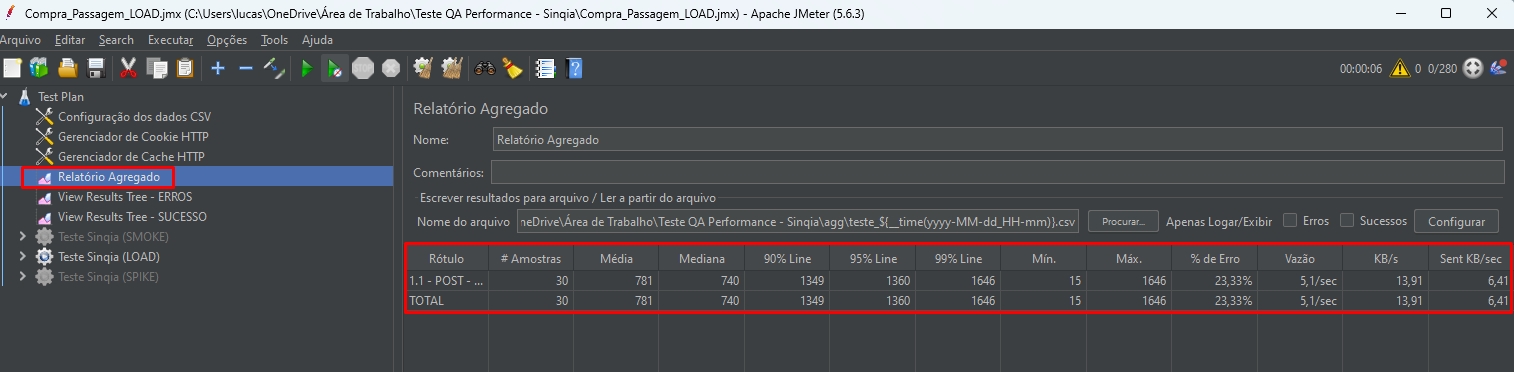 Compra_Passagem_LOAD.jmx (C:\Users\lucas\OneDrive\Área de Trabalho\Teste QA Performance - Sinqia\Compra_Passagem_LOAD.jmx) - Apache JMeter (5.6.3)
Arquivo Editar Search Executar Opções Tools Ajuda
STOP 00:00:06 0 0/280
Test Plan
Configuração dos dados CSV
Gerenciador de Cookie HTTP
Gerenciador de Cache HTTP
Relatório Agregado
View Results Tree - ERROS
View Results Tree - SUCESSO
Teste Sinqia (SMOKE)
Teste Sinqia (LOAD)
Teste Sinqia (SPIKE)
Relatório Agregado
Nome: Relatório Agregado
Comentários:
Escrever resultados para arquivo / Ler a partir do arquivo
Nome do arquivo neDrive\Área de Trabalho\Teste QA Performance - Sinqia\agg\teste_${__time(yyyy-MM-dd_HH-mm)}.csv Procurar... Apenas Logar/Exibir Erros Sucessos Configurar
Rótulo # Amostras Média Mediana 90% Line 95% Line 99% Line Mín. Máx. % de Erro Vazão KB/s Sent KB/sec
1.1 - POST - ... 30 781 740 1349 1360 1646 15 1646 23,33% 5,1/sec 13,91 6,41
TOTAL 30 781 740 1349 1360 1646 15 1646 23,33% 5,1/sec 13,91 6,41